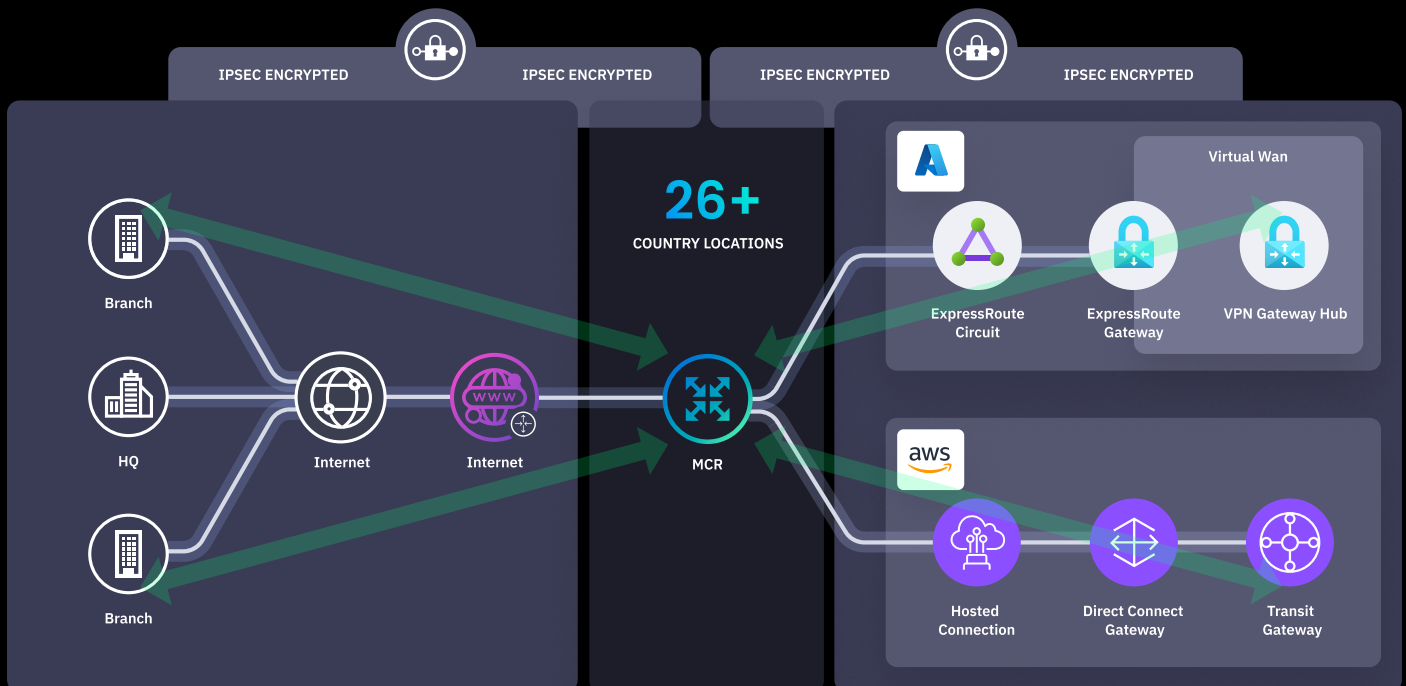 IPSEC ENCRYPTED
IPSEC ENCRYPTED
IPSEC ENCRYPTED
IPSEC ENCRYPTED
Branch
HQ
Branch
Internet
WWW
Internet
26+
COUNTRY LOCATIONS
MCR
Virtual Wan
ExpressRoute
Circuit
ExpressRoute
Gateway
VPN Gateway Hub
aws
Hosted
Connection
Direct Connect
Gateway
Transit
Gateway